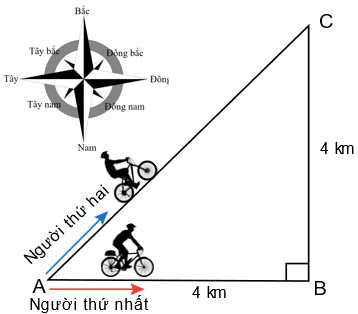 Bắc
Tây bắc
Đông bắc
Tây
Đông
Tây nam
Đông nam
Nam
C
4 km
Người thứ hai
A
B
4 km
Người thứ nhất